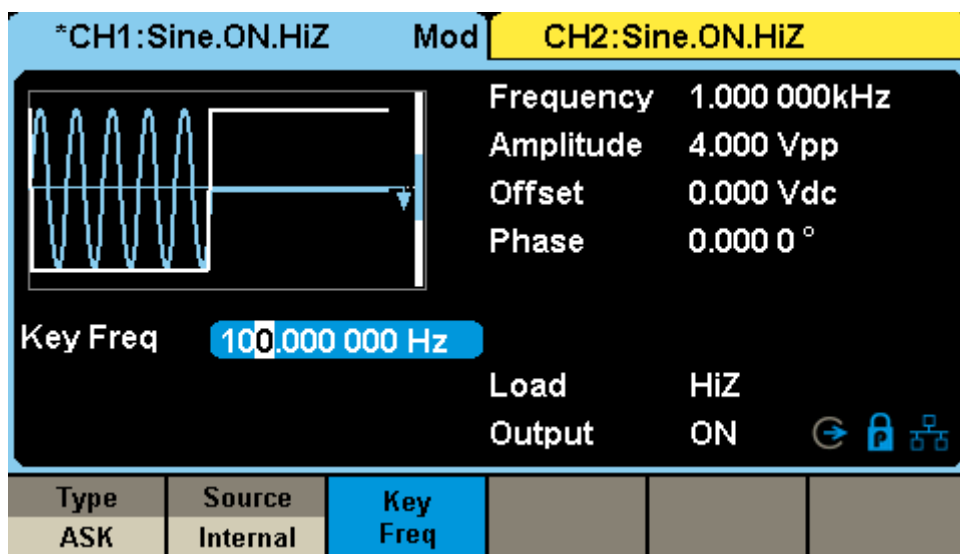 *CH1:Sine.ON.HiZ Mod CH2:Sine.ON.HiZ
Frequency 1.000 000kHz
Amplitude 4.000 Vpp
Offset 0.000 Vdc
Phase 0.000 0 °
Key Freq 100.000 000 Hz
Load HiZ
Output ON P
Type Source Key
ASK Internal Freq